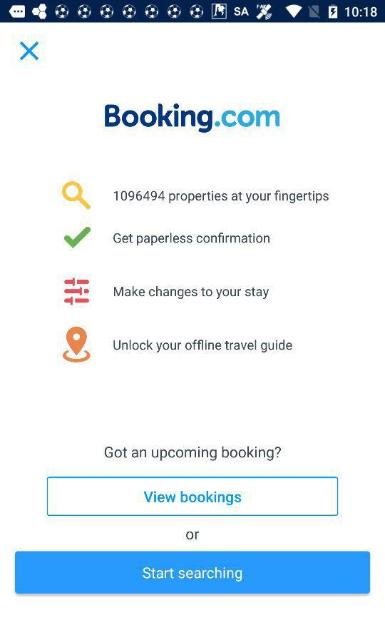 SA 10:18
Booking.com
1096494 properties at your fingertips
Get paperless confirmation
Make changes to your stay
Unlock your offline travel guide
Got an upcoming booking?
View bookings
or
Start searching